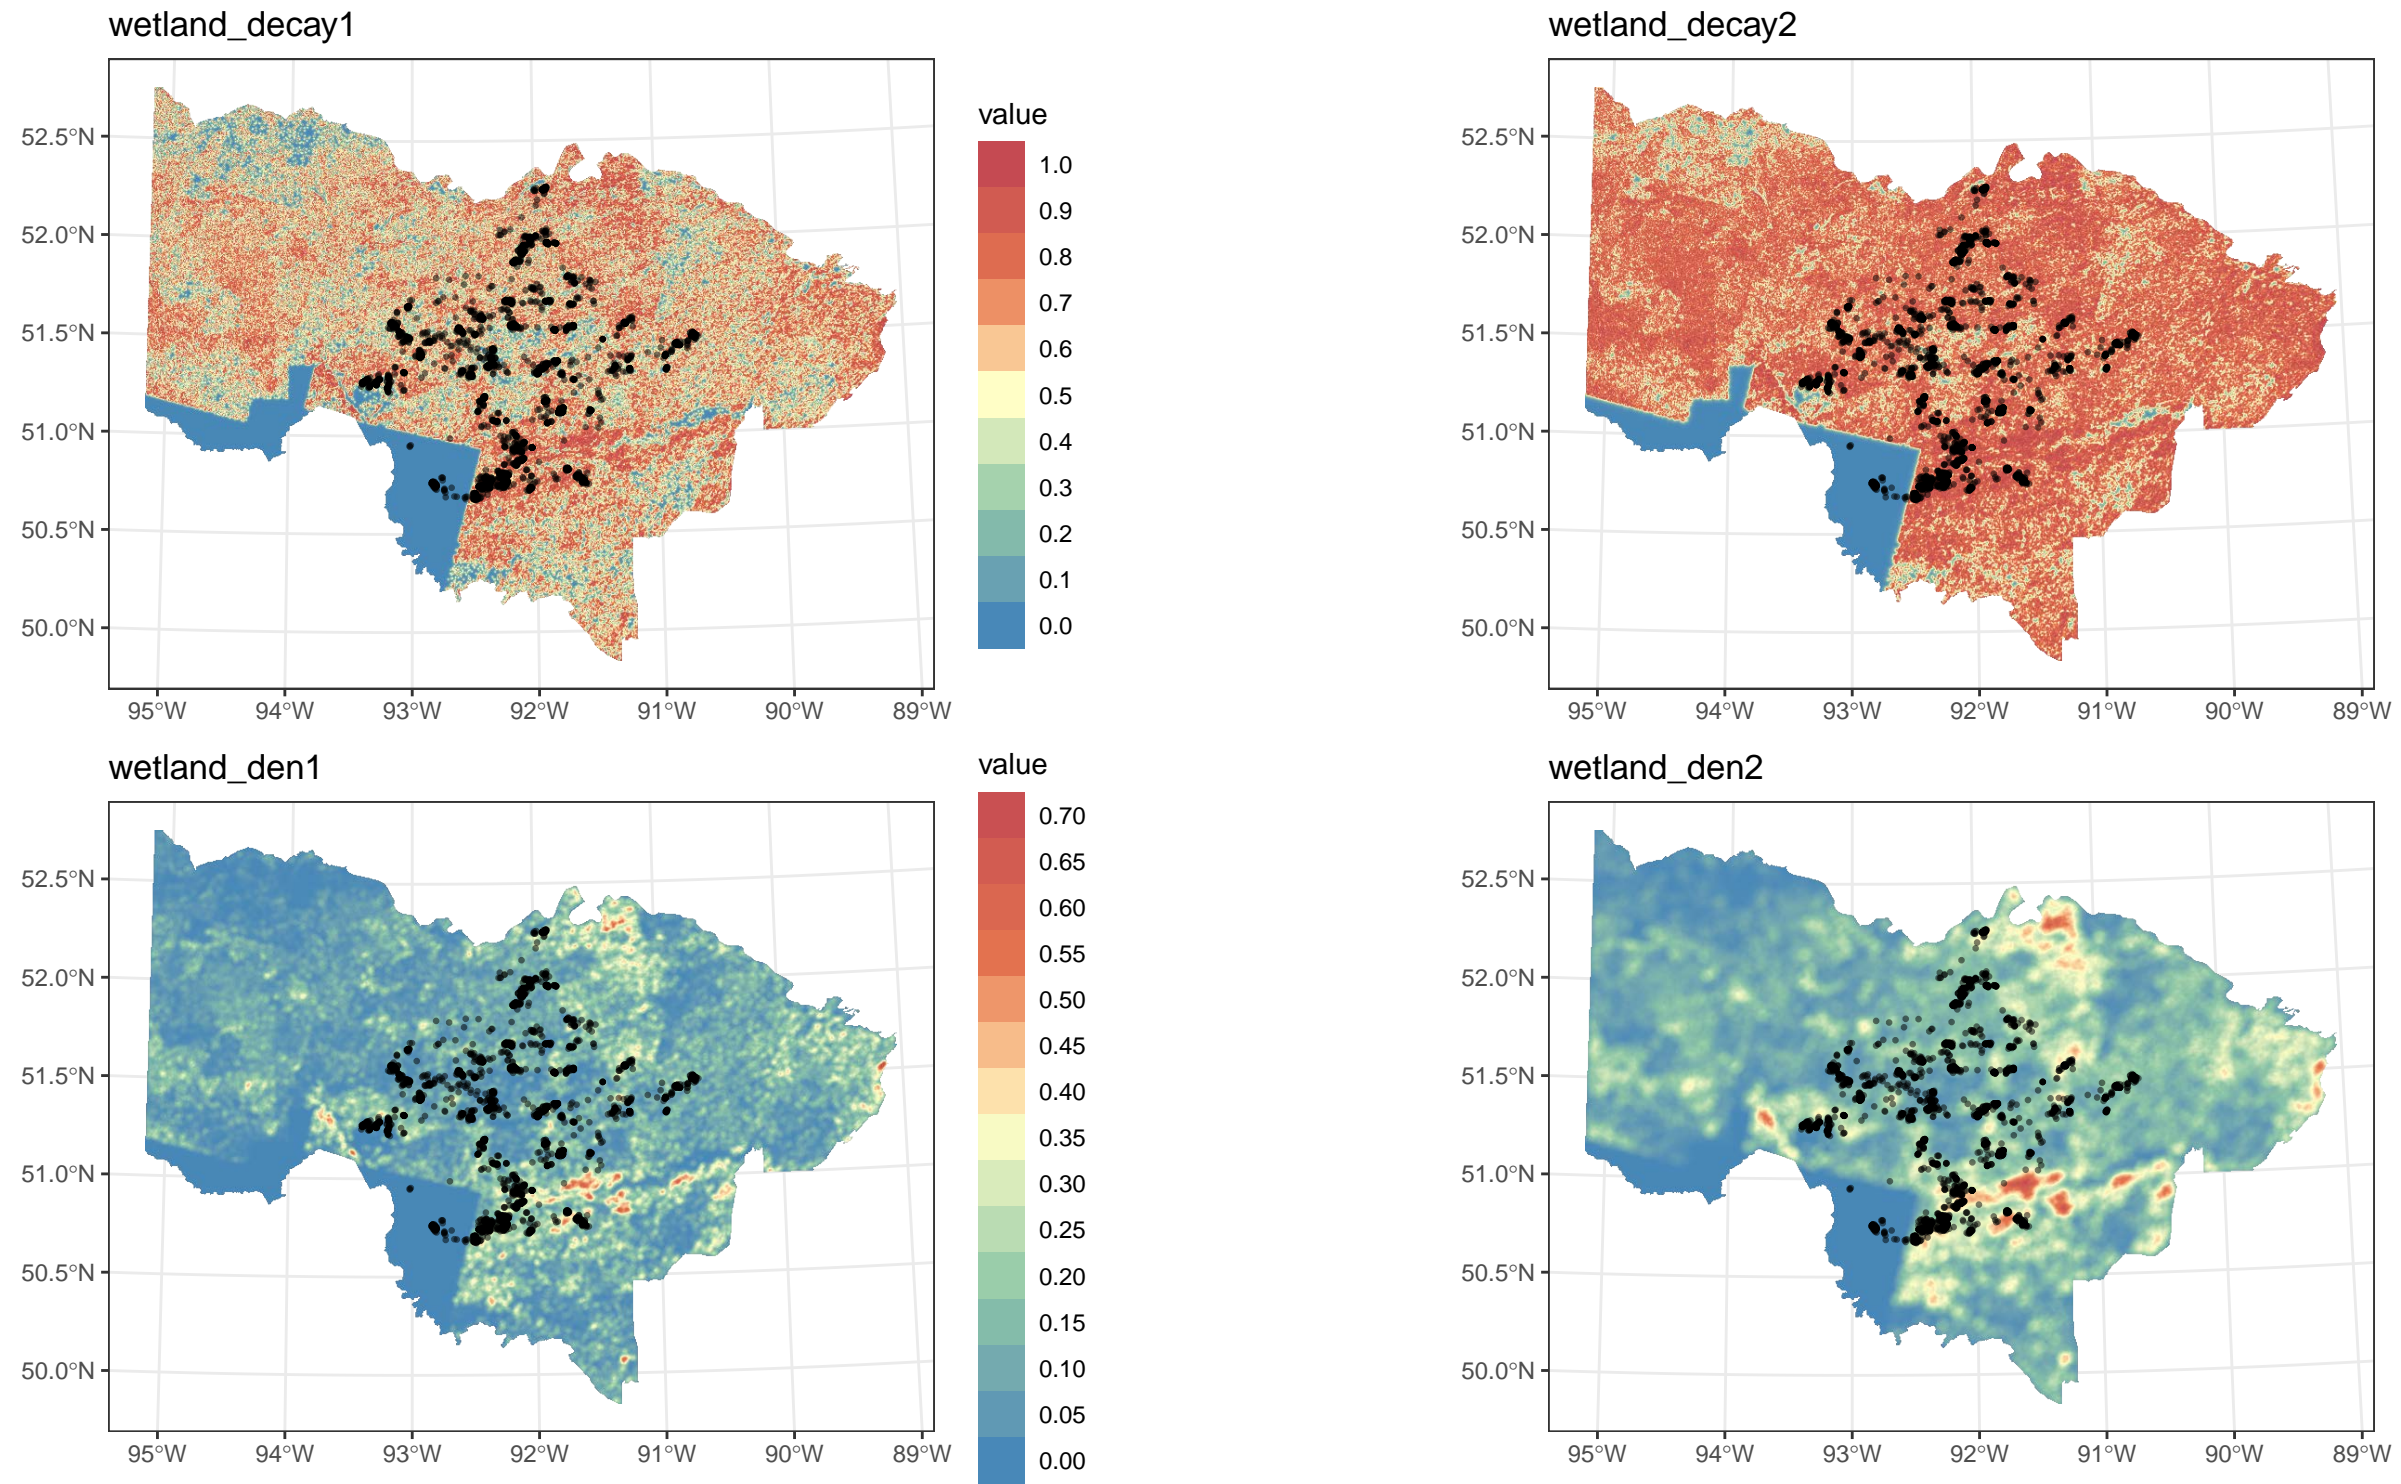 wetland_decay1
52.5°N
52.0°N
51.5°N
51.0°N
50.5°N
50.0°N
95°W 94°W 93°W 92°W 91°W 90°W 89°W
value
1.0
0.9
0.8
0.7
0.6
0.5
0.4
0.3
0.2
0.1
0.0
wetland_decay2
52.5°N
52.0°N
51.5°N
51.0°N
50.5°N
50.0°N
95°W 94°W 93°W 92°W 91°W 90°W 89°W
wetland_den1
52.5°N
52.0°N
51.5°N
51.0°N
50.5°N
50.0°N
95°W 94°W 93°W 92°W 91°W 90°W 89°W
value
0.70
0.65
0.60
0.55
0.50
0.45
0.40
0.35
0.30
0.25
0.20
0.15
0.10
0.05
0.00
wetland_den2
52.5°N
52.0°N
51.5°N
51.0°N
50.5°N
50.0°N
95°W 94°W 93°W 92°W 91°W 90°W 89°W